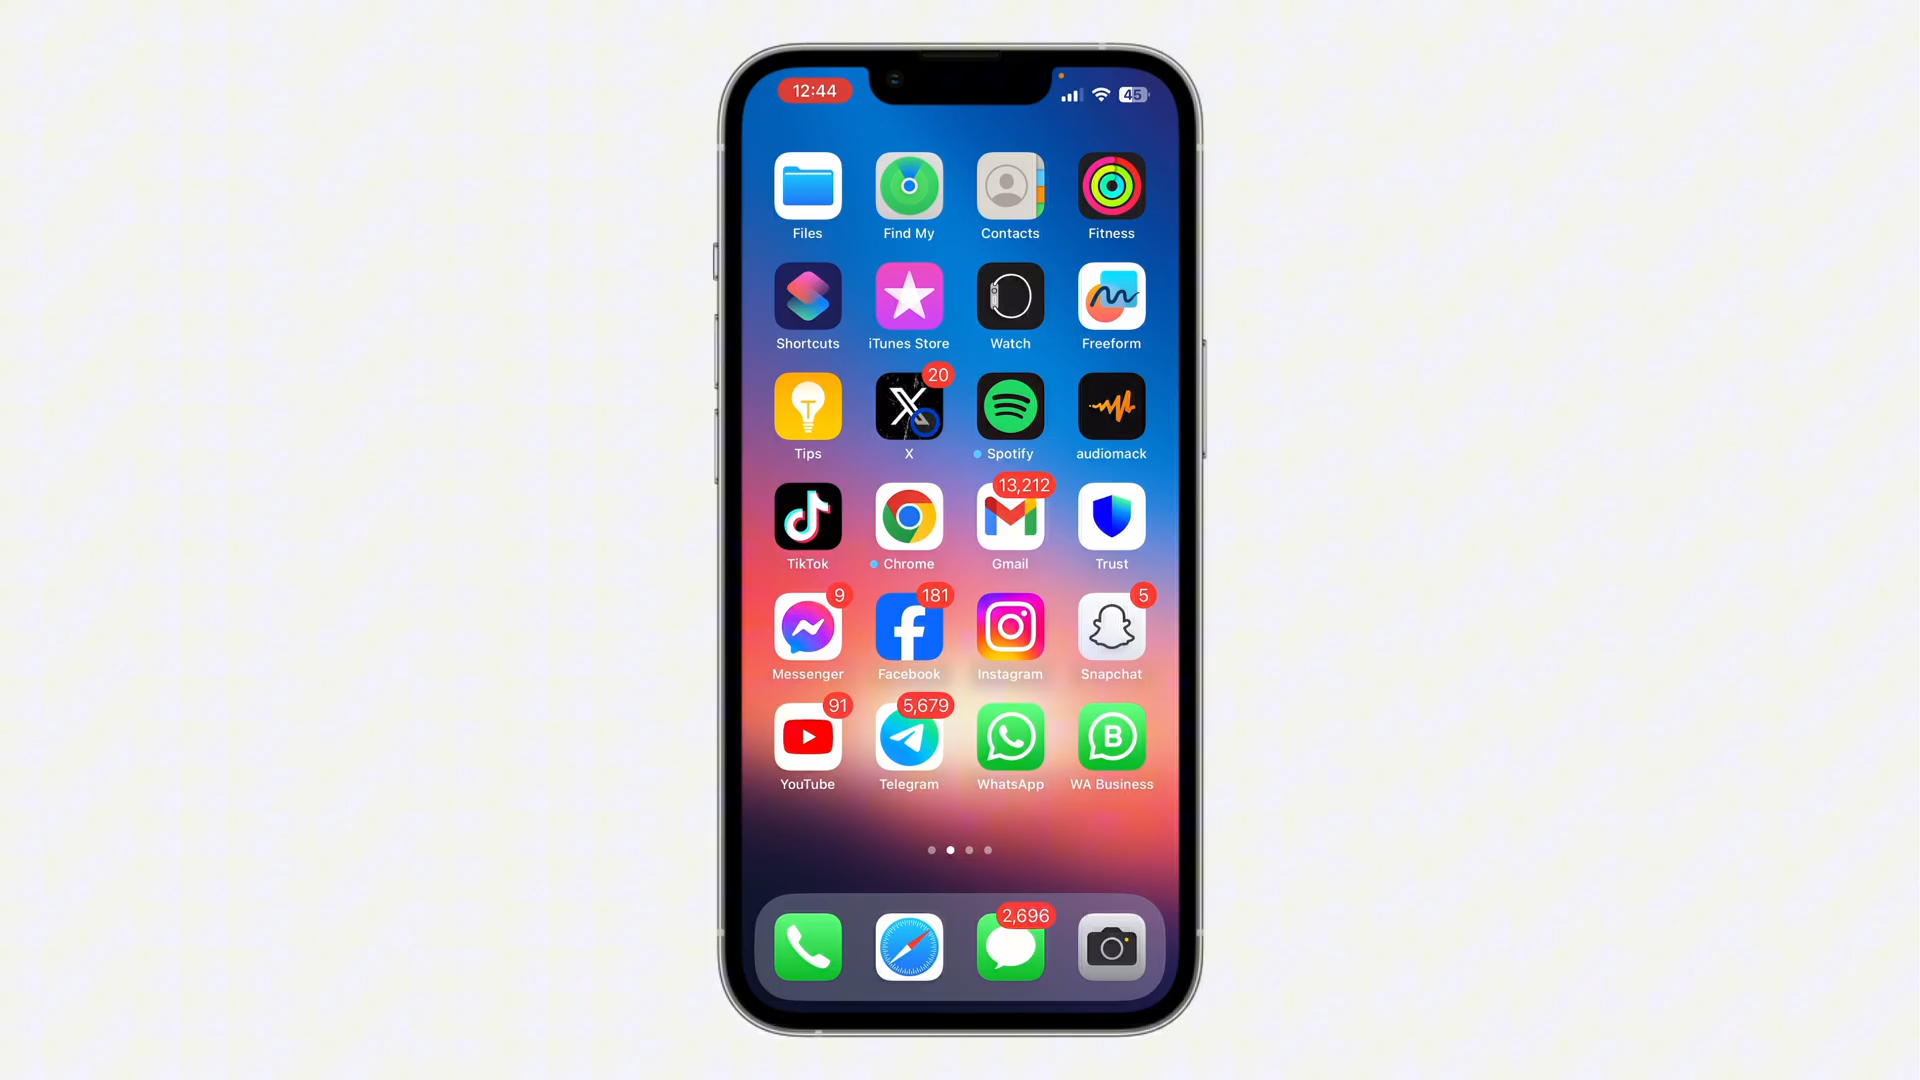 12:44
45
Files Find My Contacts Fitness
Shortcuts iTunes Store Watch Freeform
20
Tips X Spotify audiomack
13,212
TikTok Chrome Gmail Trust
9 181 5
Messenger Facebook Instagram Snapchat
91 5,679
B
YouTube Telegram WhatsApp WA Business
2,696